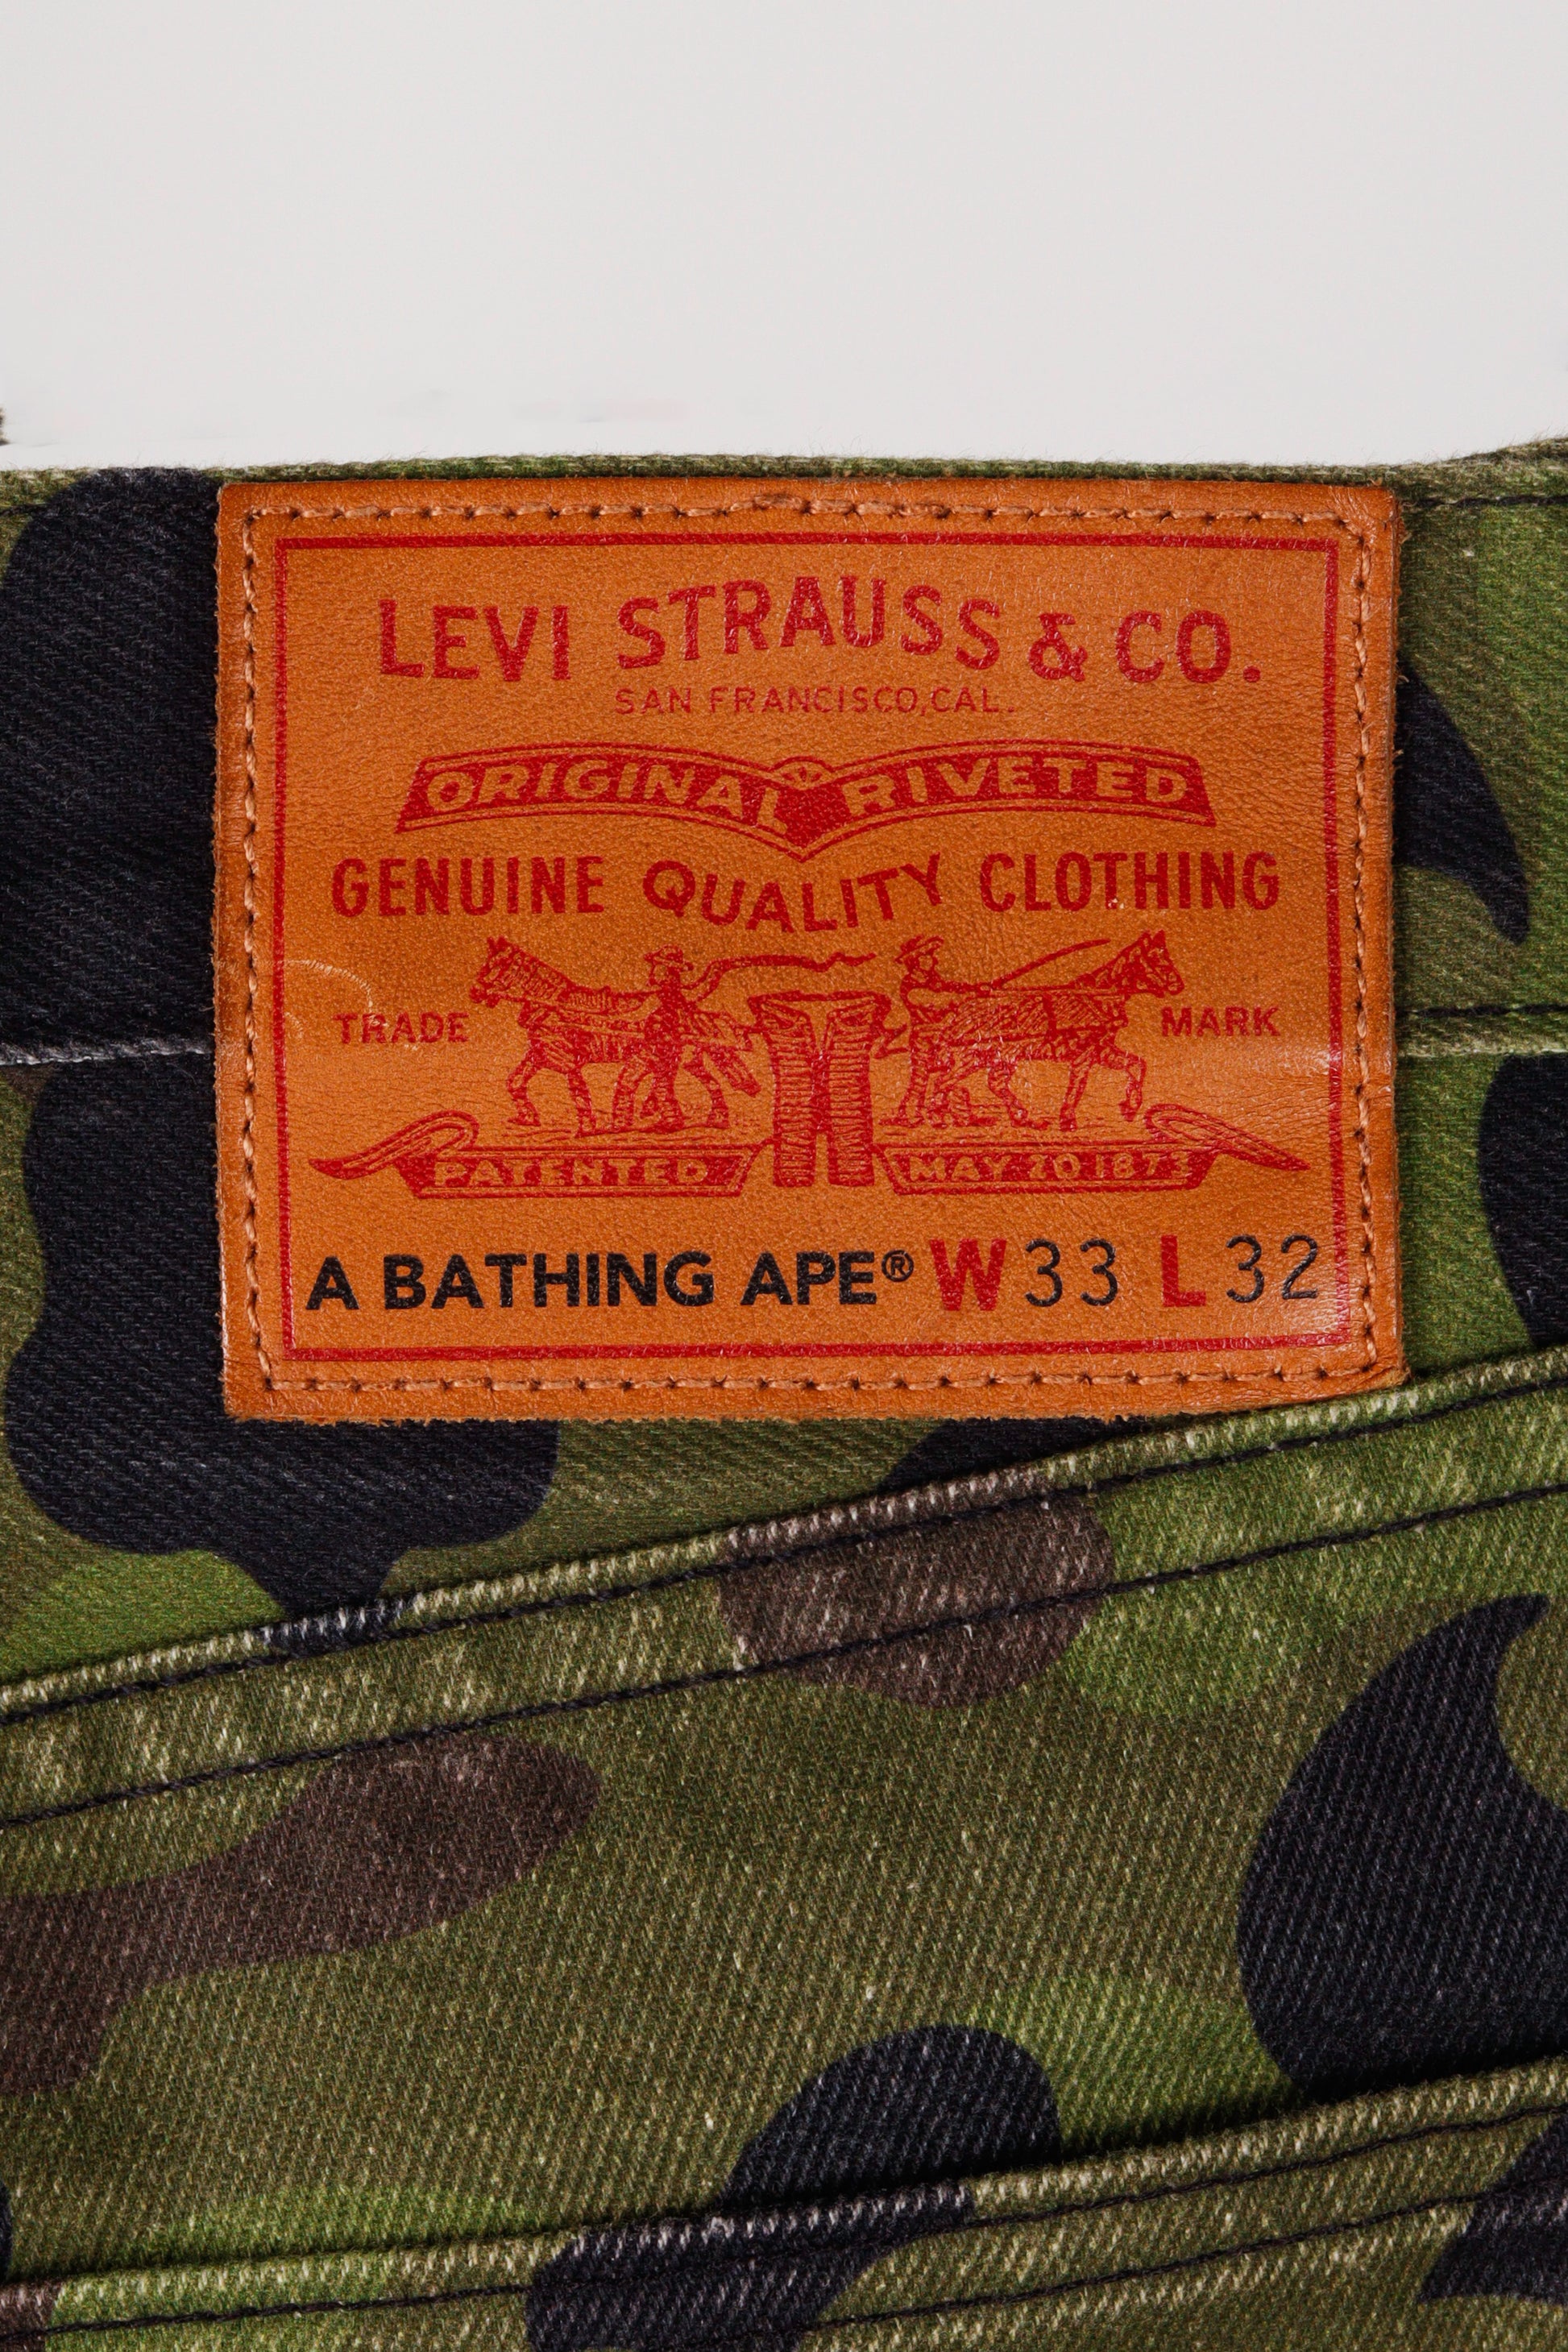 LEVI STRAUSS & CO.
SAN FRANCISCO, CAL.
ORIGINAL RIVETED
GENUINE QUALITY CLOTHING
TRADE MARK
PATENTED MAY 20 1873
A BATHING APE® W 33 L 32